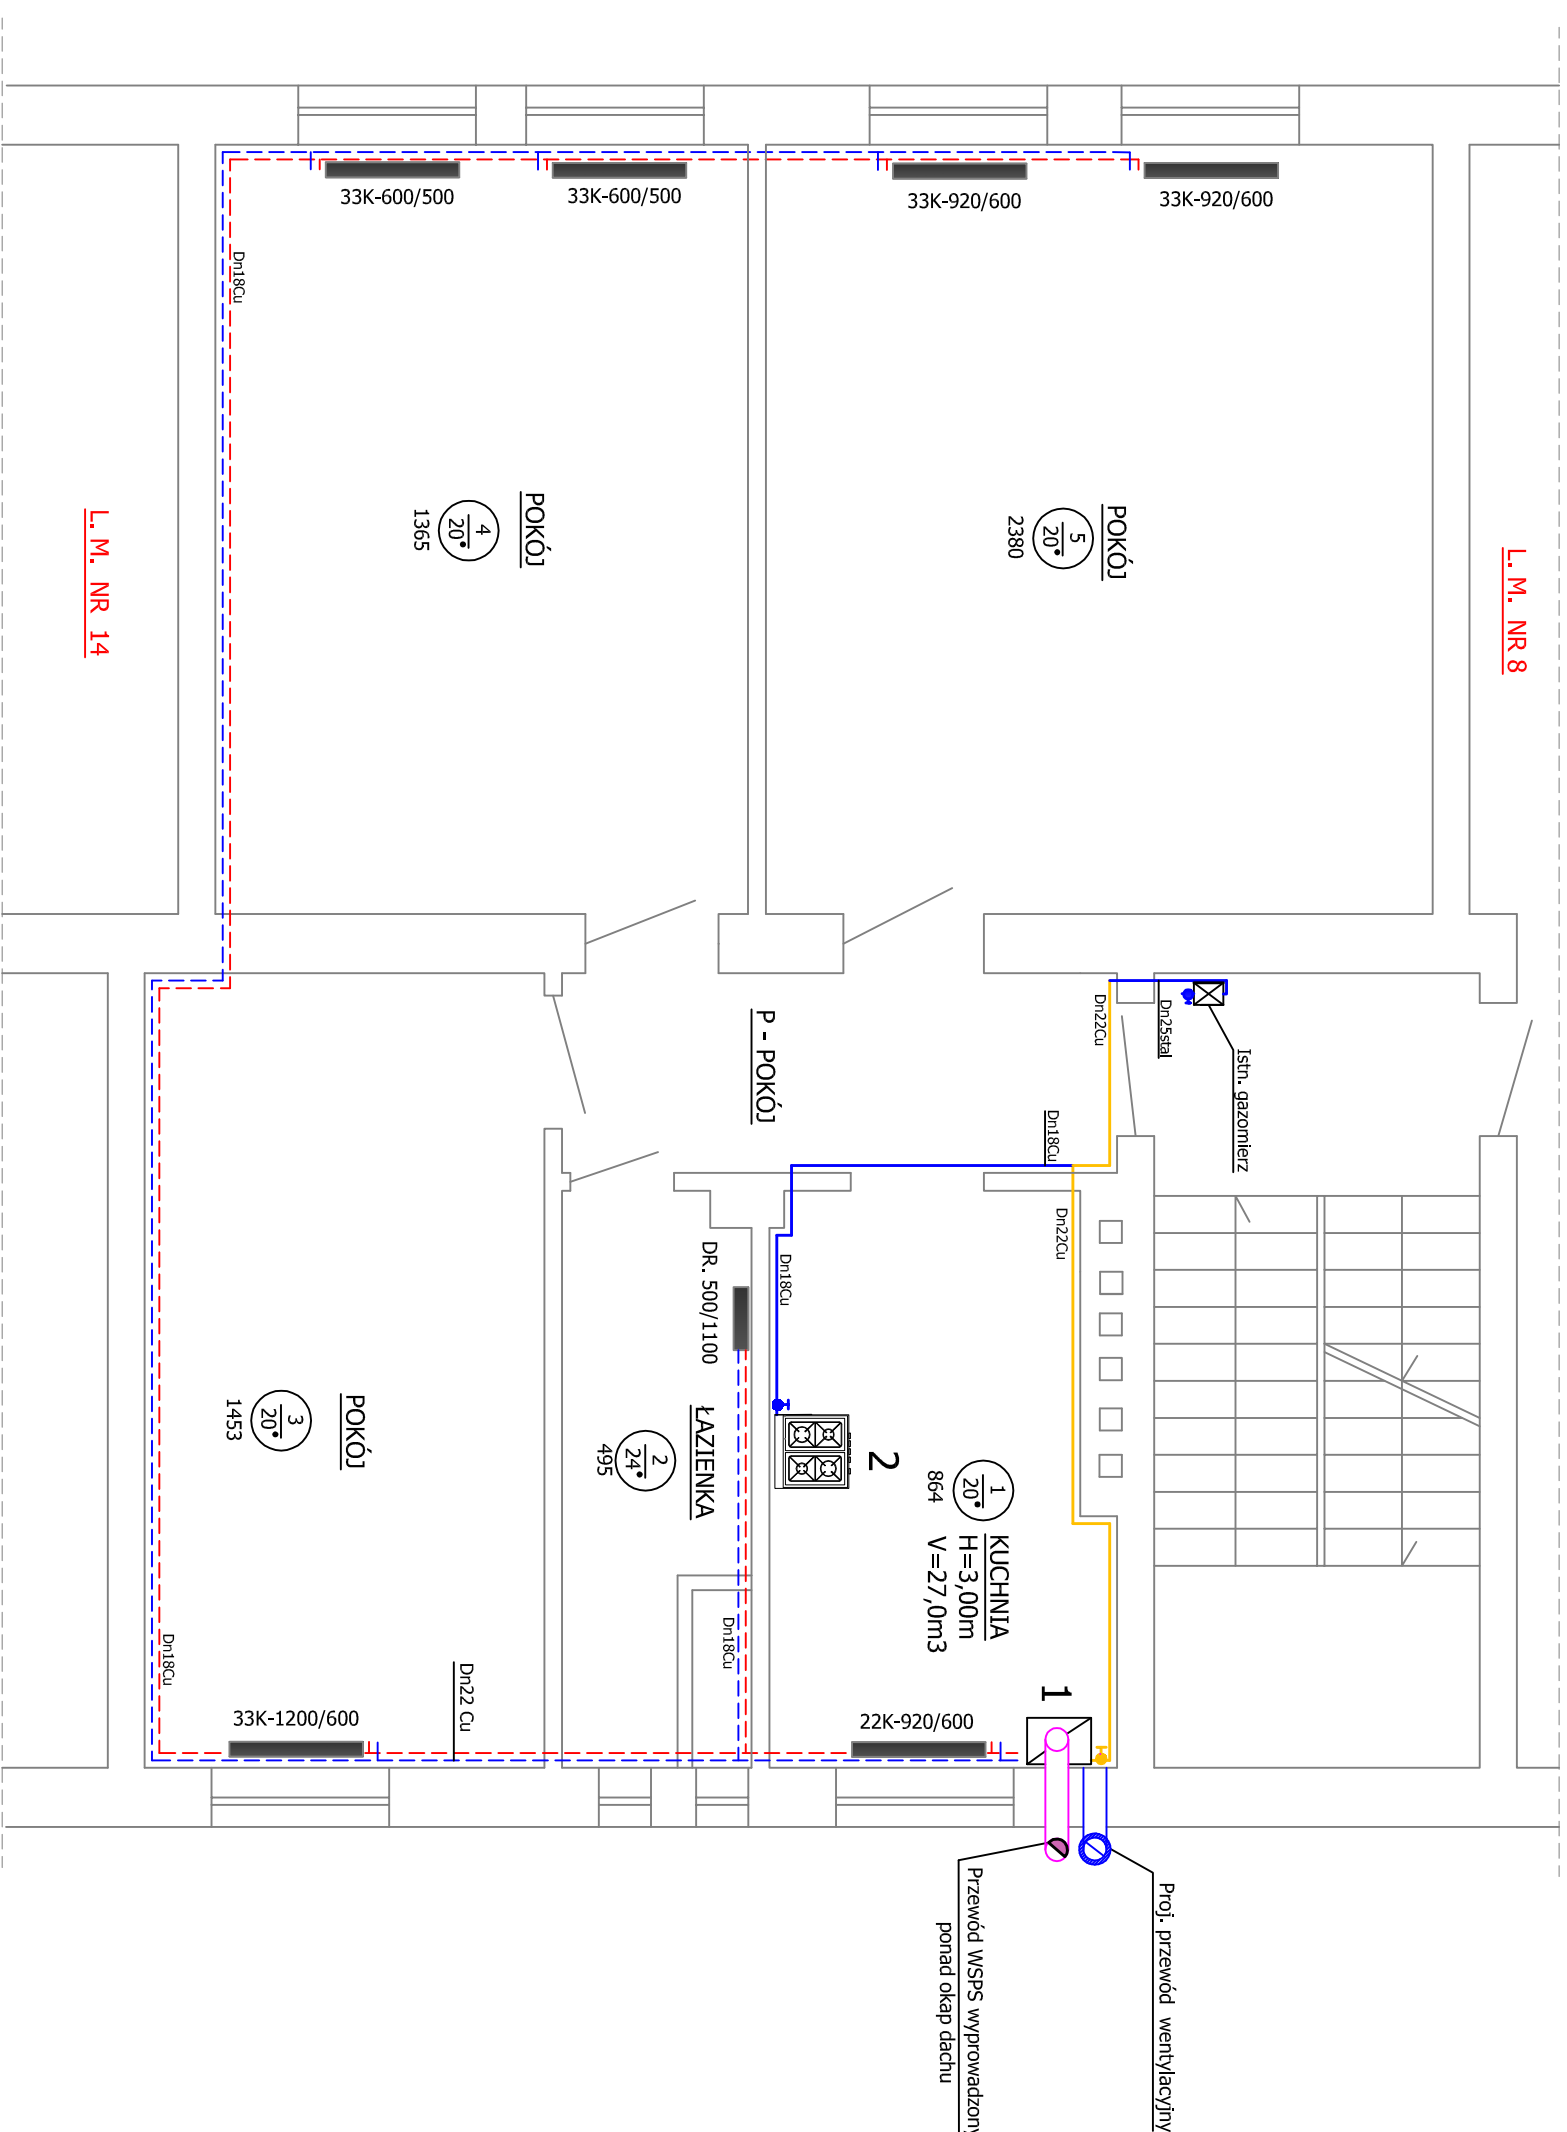 33K-600/500
33K-600/500
33K-920/600
33K-920/600
Dn18Cu
POKÓJ
4
20°
1365
POKÓJ
5
20°
2380
L. M. NR 14
L. M. NR 8
P - POKÓJ
Dn22Cu
Dn25stal
Istn. gazomierz
Dn18Cu
Dn22Cu
Dn18Cu
DR. 500/1100
POKÓJ
3
20°
1453
ŁAZIENKA
2
24°
495
2
1
20°
864
KUCHNIA
H=3,00m
V=27,0m3
Dn18Cu
Dn18Cu
Dn22 Cu
1
33K-1200/600
22K-920/600
Proj. przewód wentylacyjny
Przewód WSPS wyprowadzony
ponad okap dachu